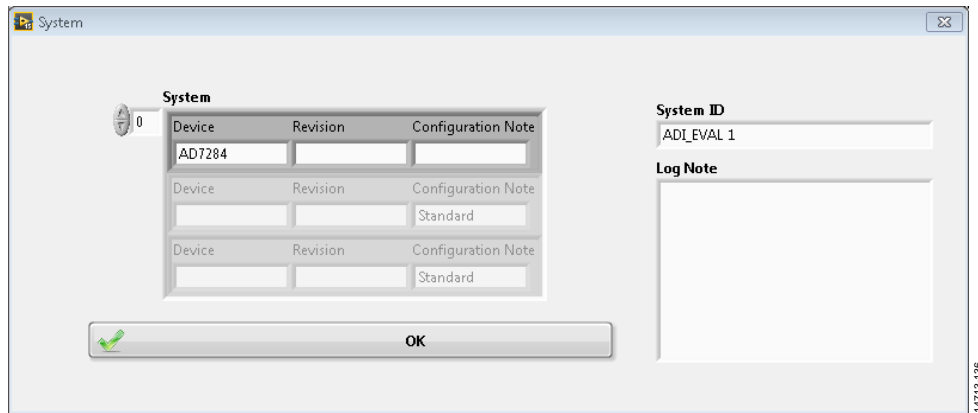 System
System
0
Device Revision Configuration Note
AD7284
Device Revision Configuration Note
Standard
Device Revision Configuration Note
Standard
OK
System ID
ADI_EVAL 1
Log Note